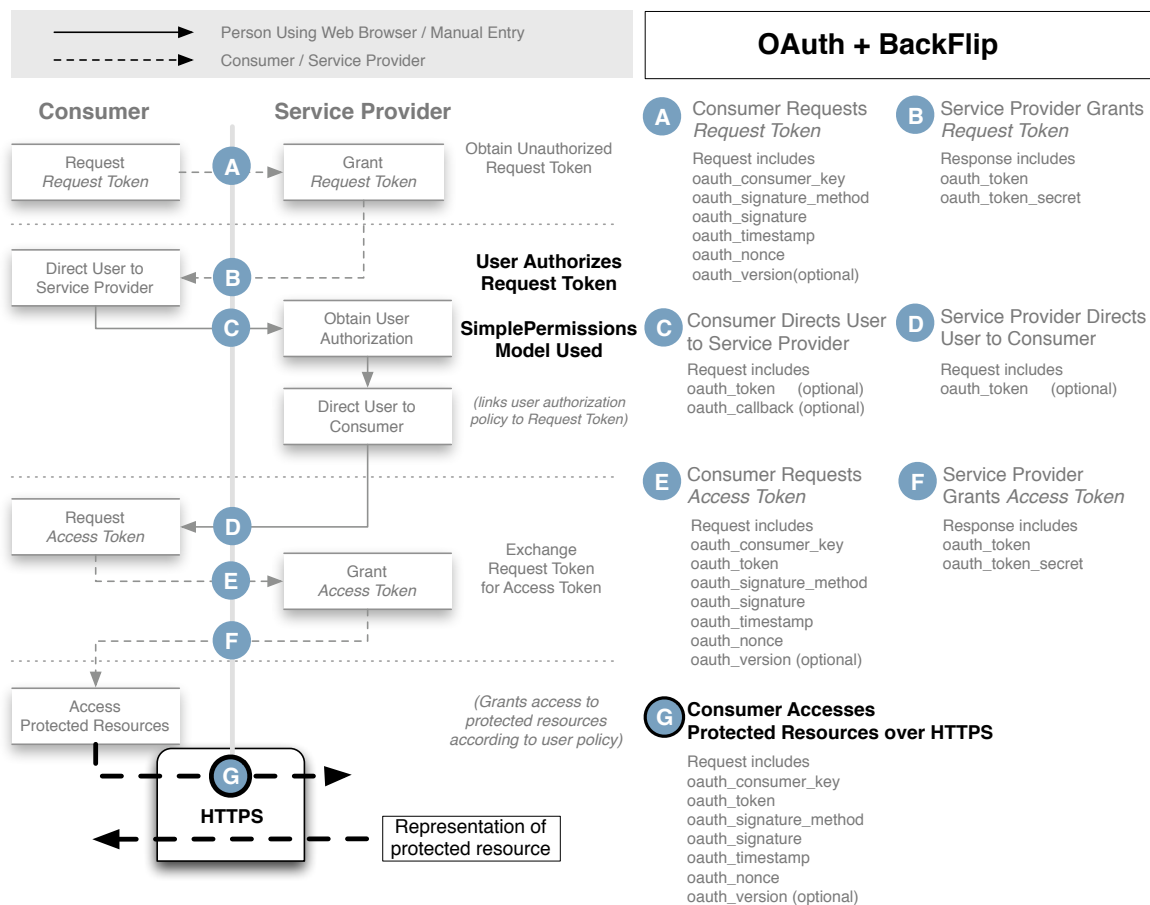 Person Using Web Browser / Manual Entry
Consumer / Service Provider
OAuth + BackFlip
Consumer
Service Provider
Request
Request Token
A
Grant
Request Token
Obtain Unauthorized
Request Token
Direct User to
Service Provider
B
User Authorizes
Request Token
C
Obtain User
Authorization
SimplePermissions
Model Used
Direct User to
Consumer
(links user authorization
policy to Request Token)
Request
Access Token
D
E
Grant
Access Token
Exchange
Request Token
for Access Token
F
Access
Protected Resources
(Grants access to
protected resources
according to user policy)
G
HTTPS
Representation of
protected resource
A
Consumer Requests
Request Token
Request includes
oauth_consumer_key
oauth_signature_method
oauth_signature
oauth_timestamp
oauth_nonce
oauth_version(optional)
B
Service Provider Grants
Request Token
Response includes
oauth_token
oauth_token_secret
C
Consumer Directs User
to Service Provider
Request includes
oauth_token (optional)
oauth_callback (optional)
D
Service Provider Directs
User to Consumer
Request includes
oauth_token (optional)
E
Consumer Requests
Access Token
Request includes
oauth_consumer_key
oauth_token
oauth_signature_method
oauth_signature
oauth_timestamp
oauth_nonce
oauth_version (optional)
F
Service Provider
Grants Access Token
Response includes
oauth_token
oauth_token_secret
G
Consumer Accesses
Protected Resources over HTTPS
Request includes
oauth_consumer_key
oauth_token
oauth_signature_method
oauth_signature
oauth_timestamp
oauth_nonce
oauth_version (optional)